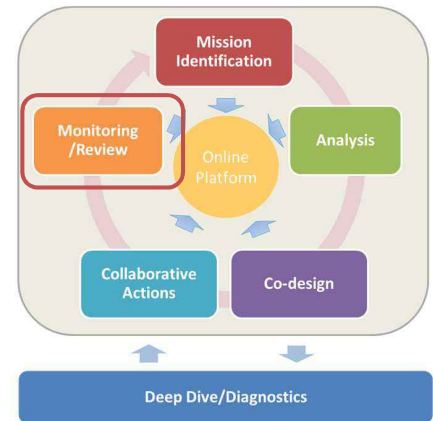 Mission
Identification
Monitoring
/Review
Online
Platform
Analysis
Collaborative
Actions
Co-design
Deep Dive/Diagnostics